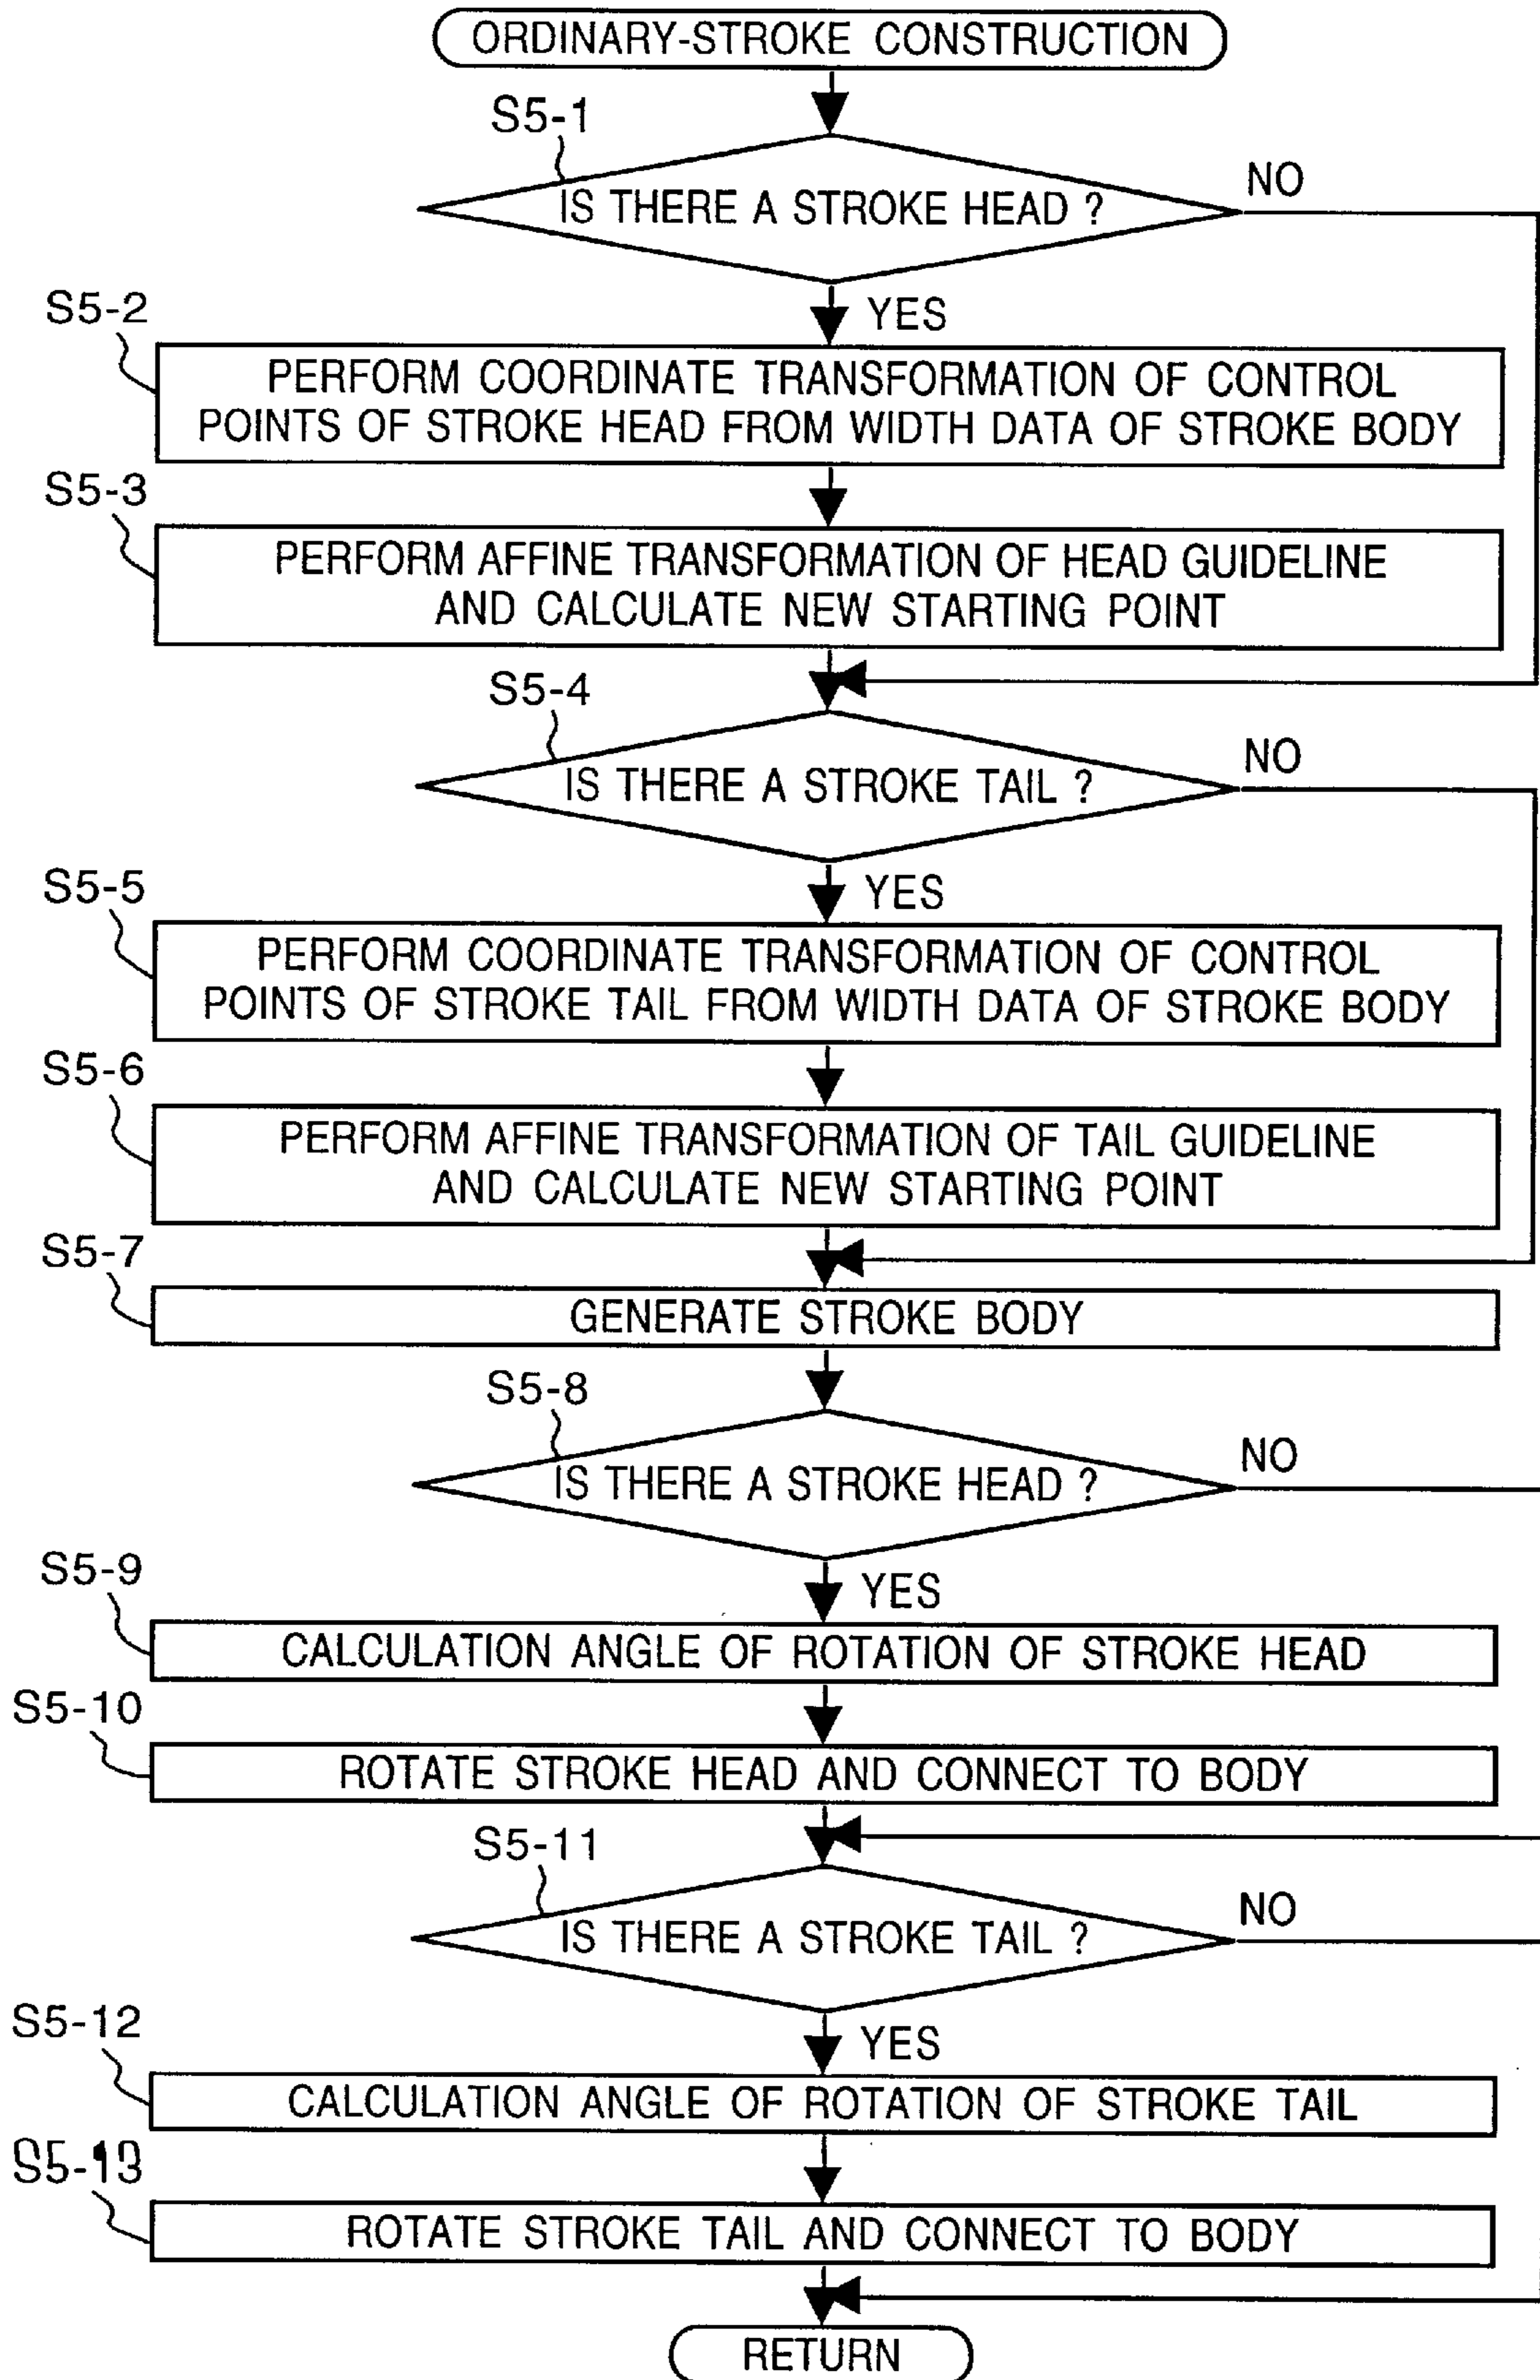 ORDINARY-STROKE CONSTRUCTION
S5-1
IS THERE A STROKE HEAD ?
NO
YES
S5-2
PERFORM COORDINATE TRANSFORMATION OF CONTROL
POINTS OF STROKE HEAD FROM WIDTH DATA OF STROKE BODY
S5-3
PERFORM AFFINE TRANSFORMATION OF HEAD GUIDELINE
AND CALCULATE NEW STARTING POINT
S5-4
IS THERE A STROKE TAIL ?
NO
YES
S5-5
PERFORM COORDINATE TRANSFORMATION OF CONTROL
POINTS OF STROKE TAIL FROM WIDTH DATA OF STROKE BODY
S5-6
PERFORM AFFINE TRANSFORMATION OF TAIL GUIDELINE
AND CALCULATE NEW STARTING POINT
S5-7
GENERATE STROKE BODY
S5-8
IS THERE A STROKE HEAD ?
NO
YES
S5-9
CALCULATION ANGLE OF ROTATION OF STROKE HEAD
S5-10
ROTATE STROKE HEAD AND CONNECT TO BODY
S5-11
IS THERE A STROKE TAIL ?
NO
YES
S5-12
CALCULATION ANGLE OF ROTATION OF STROKE TAIL
S5-13
ROTATE STROKE TAIL AND CONNECT TO BODY
RETURN